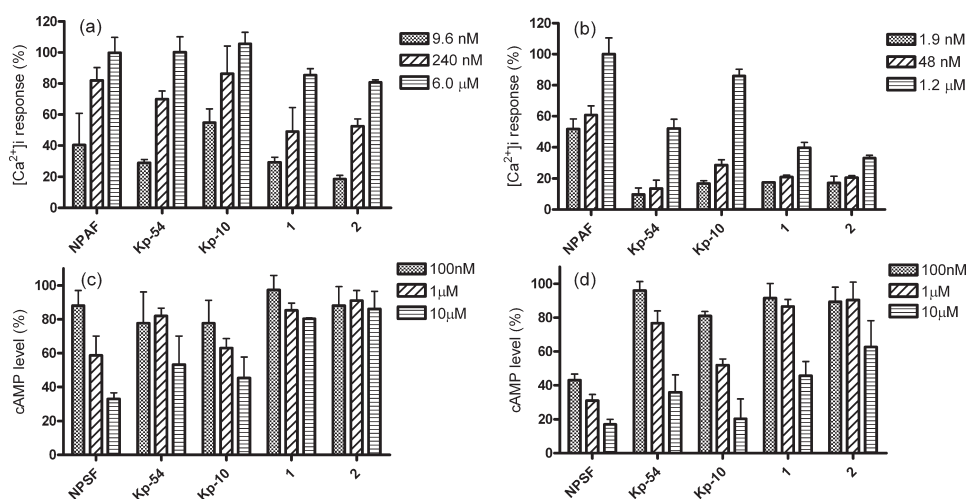 (a)
9.6 nM
240 nM
6.0 μM
[Ca2+]i response (%)
120
100
80
60
40
20
0
NPAF
Kp-54
Kp-10
1
2
(b)
1.9 nM
48 nM
1.2 μM
[Ca2+]i response (%)
120
100
80
60
40
20
0
NPAF
Kp-54
Kp-10
1
2
(c)
100nM
1μM
10μM
cAMP level (%)
100
80
60
40
20
0
NPSF
Kp-54
Kp-10
1
2
(d)
100nM
1μM
10μM
cAMP level (%)
100
80
60
40
20
0
NPSF
Kp-54
Kp-10
1
2